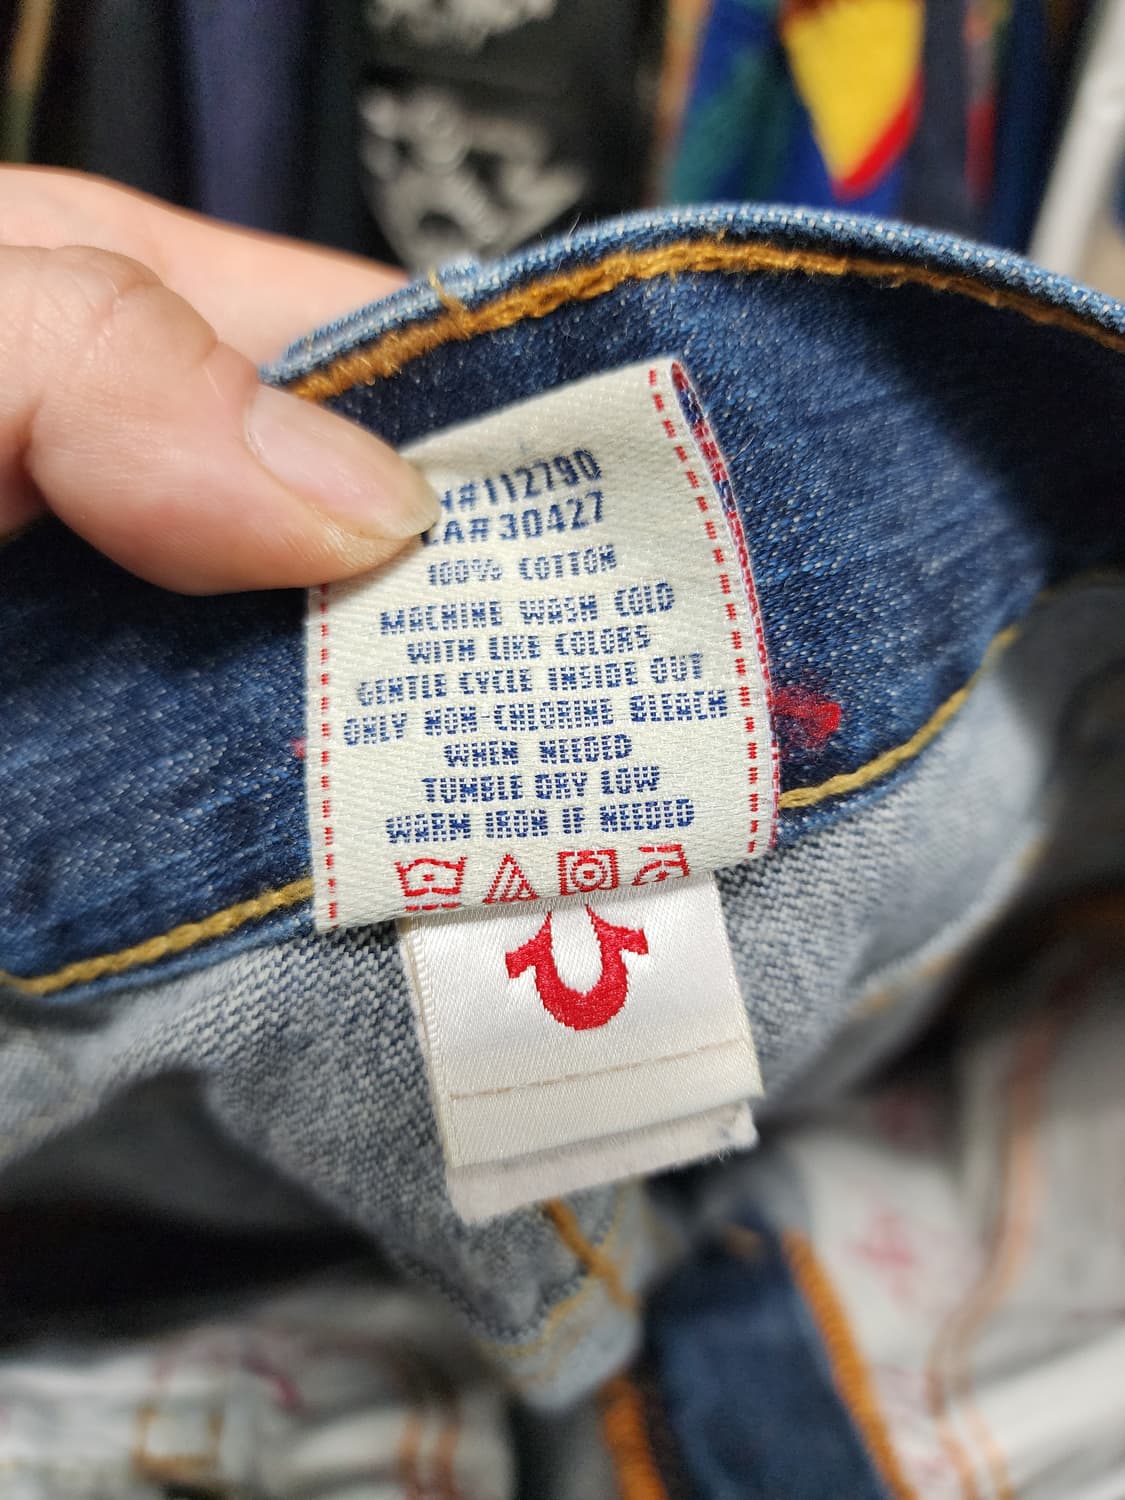 N#112790
CA#30427
100% COTTON
MACHINE WASH COLD
WITH LIKE COLORS
GENTLE CYCLE INSIDE OUT
ONLY NON-CHLORINE BLEACH
WHEN NEEDED
TUMBLE DRY LOW
WARM IRON IF NEEDED